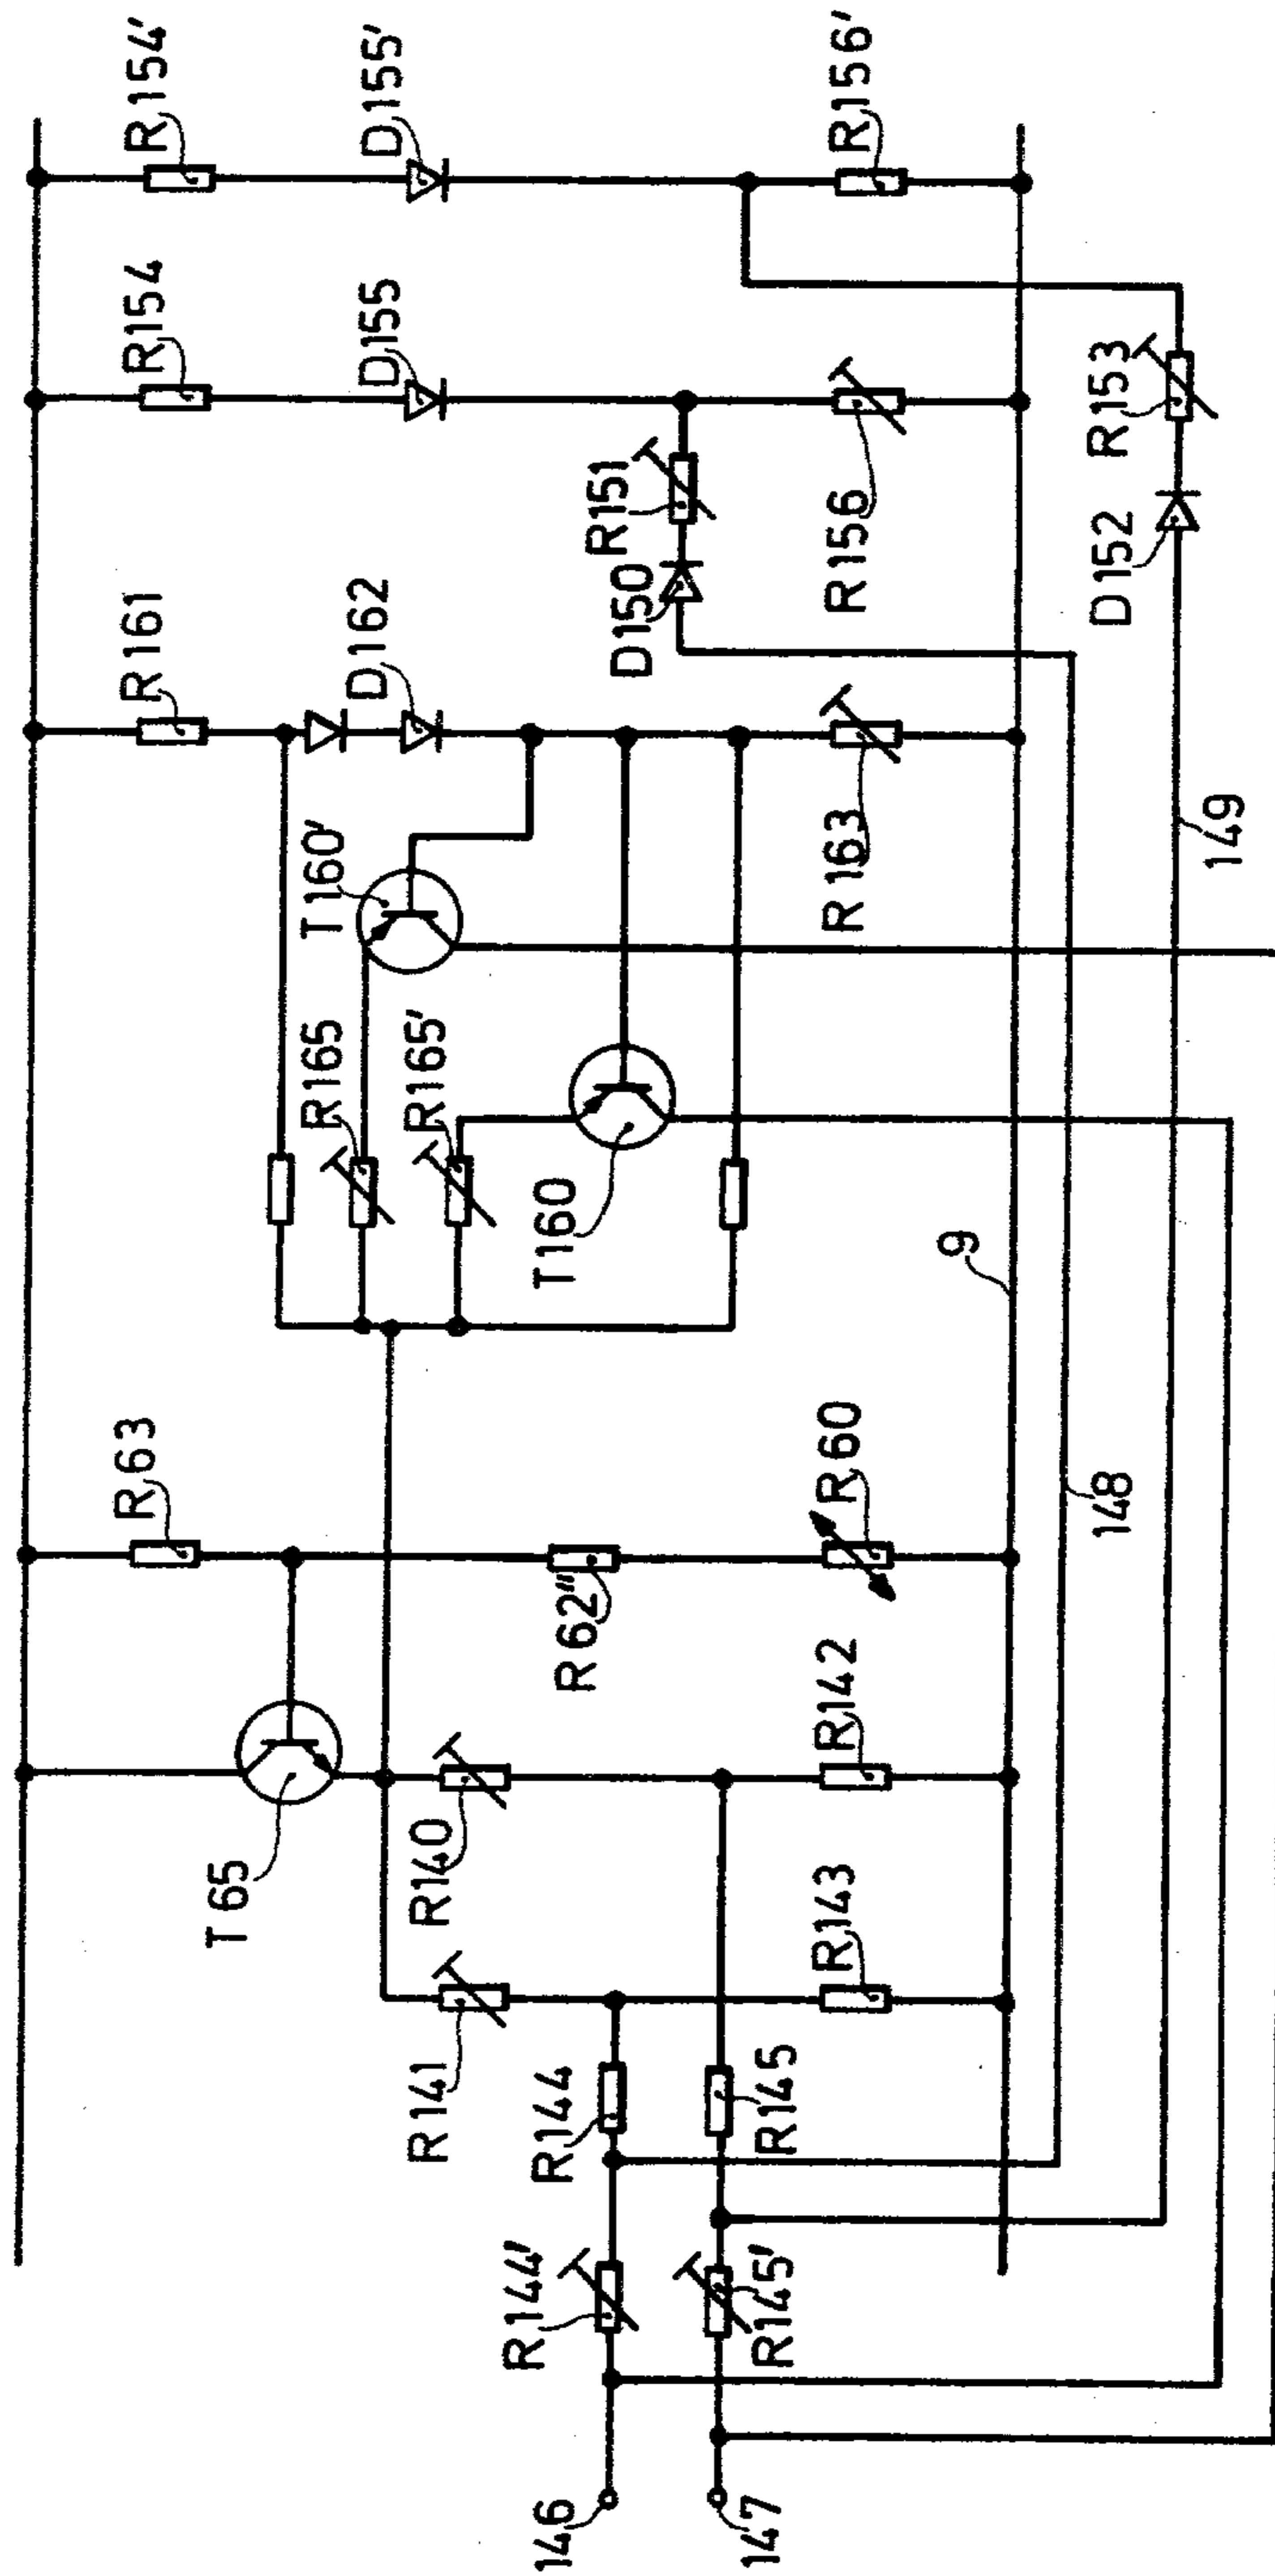 R154'
D155'
R156'
R154
D155
R151
D150
R156
R153
D152
R161
D162
T160'
R163
149
R165
R165'
T160
9
148
R63
R62"
R60
T65
R140
R142
R141
R143
R144
R145
R144'
R145'
146
147